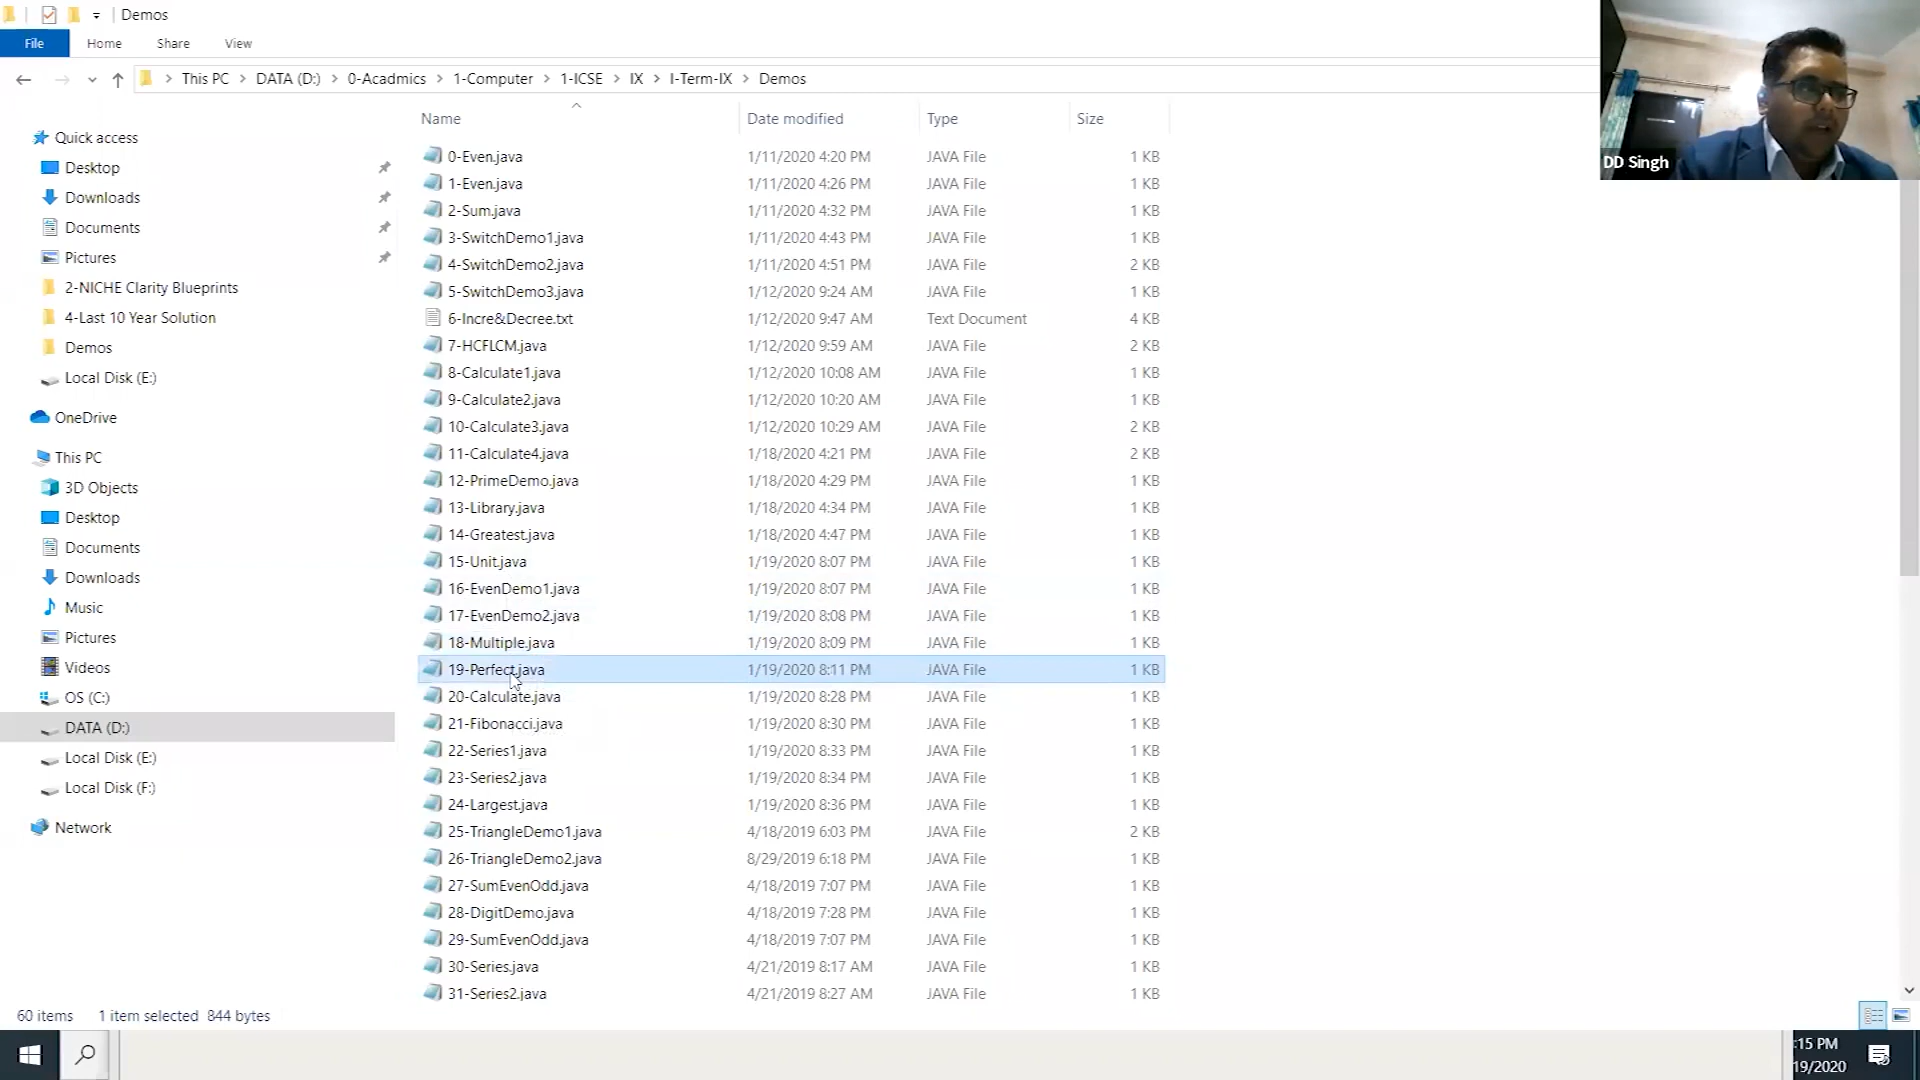 Demos
File Home Share View
This PC DATA (D:) 0-Acadmics 1-Computer 1-ICSE IX I-Term-IX Demos
Name Date modified Type Size
Quick access
Desktop
Downloads
Documents
Pictures
2-NICHE Clarity Blueprints
4-Last 10 Year Solution
Demos
Local Disk (E:)
OneDrive
This PC
3D Objects
Desktop
Documents
Downloads
Music
Pictures
Videos
OS (C:)
DATA (D:)
Local Disk (E:)
Local Disk (F:)
Network
0-Even.java 1/11/2020 4:20 PM JAVA File 1 KB
1-Even.java 1/11/2020 4:26 PM JAVA File 1 KB
2-Sum.java 1/11/2020 4:32 PM JAVA File 1 KB
3-SwitchDemo1.java 1/11/2020 4:43 PM JAVA File 1 KB
4-SwitchDemo2.java 1/11/2020 4:51 PM JAVA File 2 KB
5-SwitchDemo3.java 1/12/2020 9:24 AM JAVA File 1 KB
6-Incre&Decree.txt 1/12/2020 9:47 AM Text Document 4 KB
7-HCFLCM.java 1/12/2020 9:59 AM JAVA File 2 KB
8-Calculate1.java 1/12/2020 10:08 AM JAVA File 1 KB
9-Calculate2.java 1/12/2020 10:20 AM JAVA File 1 KB
10-Calculate3.java 1/12/2020 10:29 AM JAVA File 2 KB
11-Calculate4.java 1/18/2020 4:21 PM JAVA File 2 KB
12-PrimeDemo.java 1/18/2020 4:29 PM JAVA File 1 KB
13-Library.java 1/18/2020 4:34 PM JAVA File 1 KB
14-Greatest.java 1/18/2020 4:47 PM JAVA File 1 KB
15-Unit.java 1/19/2020 8:07 PM JAVA File 1 KB
16-EvenDemo1.java 1/19/2020 8:07 PM JAVA File 1 KB
17-EvenDemo2.java 1/19/2020 8:08 PM JAVA File 1 KB
18-Multiple.java 1/19/2020 8:09 PM JAVA File 1 KB
19-Perfect.java 1/19/2020 8:11 PM JAVA File 1 KB
20-Calculate.java 1/19/2020 8:28 PM JAVA File 1 KB
21-Fibonacci.java 1/19/2020 8:30 PM JAVA File 1 KB
22-Series1.java 1/19/2020 8:33 PM JAVA File 1 KB
23-Series2.java 1/19/2020 8:34 PM JAVA File 1 KB
24-Largest.java 1/19/2020 8:36 PM JAVA File 1 KB
25-TriangleDemo1.java 4/18/2019 6:03 PM JAVA File 2 KB
26-TriangleDemo2.java 8/29/2019 6:18 PM JAVA File 1 KB
27-SumEvenOdd.java 4/18/2019 7:07 PM JAVA File 1 KB
28-DigitDemo.java 4/18/2019 7:28 PM JAVA File 1 KB
29-SumEvenOdd.java 4/18/2019 7:07 PM JAVA File 1 KB
30-Series.java 4/21/2019 8:17 AM JAVA File 1 KB
31-Series2.java 4/21/2019 8:27 AM JAVA File 1 KB
DD Singh
60 items 1 item selected 844 bytes
:15 PM
19/2020